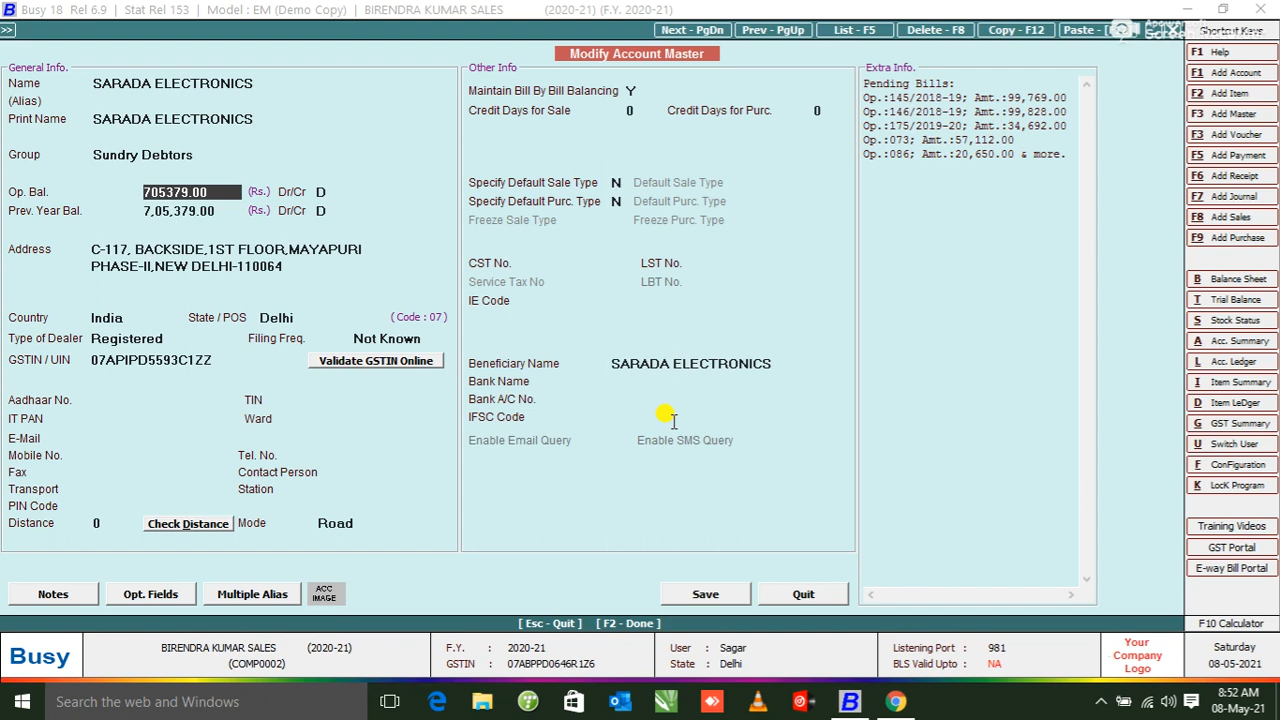 Busy 18 Rel 6.9 | Stat Rel 153 | Model : EM (Demo Copy) | BIRENDRA KUMAR SALES (2020-21) (F.Y. 2020-21)
>> Next - PgDn Prev - PgUp List - F5 Delete - F8 Copy - F12 Paste - Shortcut Keys
Modify Account Master
General Info.
Name SARADA ELECTRONICS
(Alias)
Print Name SARADA ELECTRONICS
Group Sundry Debtors
Op. Bal. 705379.00 (Rs.) Dr/Cr D
Prev. Year Bal. 7,05,379.00 (Rs.) Dr/Cr D
Address C-117, BACKSIDE,1ST FLOOR,MAYAPURI
PHASE-II,NEW DELHI-110064
Country India State / POS Delhi ( Code : 07 )
Type of Dealer Registered Filing Freq. Not Known
GSTIN / UIN 07APIPD5593C1ZZ Validate GSTIN Online
Aadhaar No. TIN
IT PAN Ward
E-Mail
Mobile No. Tel. No.
Fax Contact Person
Transport Station
PIN Code
Distance 0 Check Distance Mode Road
Other Info
Maintain Bill By Bill Balancing Y
Credit Days for Sale 0 Credit Days for Purc. 0
Specify Default Sale Type N Default Sale Type
Specify Default Purc. Type N Default Purc. Type
Freeze Sale Type Freeze Purc. Type
CST No. LST No.
Service Tax No LBT No.
IE Code
Beneficiary Name SARADA ELECTRONICS
Bank Name
Bank A/C No.
IFSC Code
Enable Email Query Enable SMS Query
Extra Info.
Pending Bills:
Op.:145/2018-19; Amt.:99,769.00
Op.:146/2018-19; Amt.:99,828.00
Op.:175/2019-20; Amt.:34,692.00
Op.:073; Amt.:57,112.00
Op.:086; Amt.:20,650.00 & more.
Notes Opt. Fields Multiple Alias ACC IMAGE Save Quit
[ Esc - Quit ] [ F2 - Done ]
F1 Help
F1 Add Account
F2 Add Item
F3 Add Master
F3 Add Voucher
F5 Add Payment
F6 Add Receipt
F7 Add Journal
F8 Add Sales
F9 Add Purchase
B Balance Sheet
T Trial Balance
S Stock Status
A Acc. Summary
L Acc. Ledger
I Item Summary
D Item LeDger
G GST Summary
U Switch User
F ConFiguration
K LocK Program
Training Videos
GST Portal
E-way Bill Portal
F10 Calculator
Busy
BIRENDRA KUMAR SALES (2020-21)
(COMP0002)
F.Y. : 2020-21
GSTIN : 07ABPPD0646R1Z6
User : Sagar
State : Delhi
Listening Port : 981
BLS Valid Upto : NA
Your
Company
Logo
Saturday
08-05-2021
Search the web and Windows
8:52 AM
08-May-21